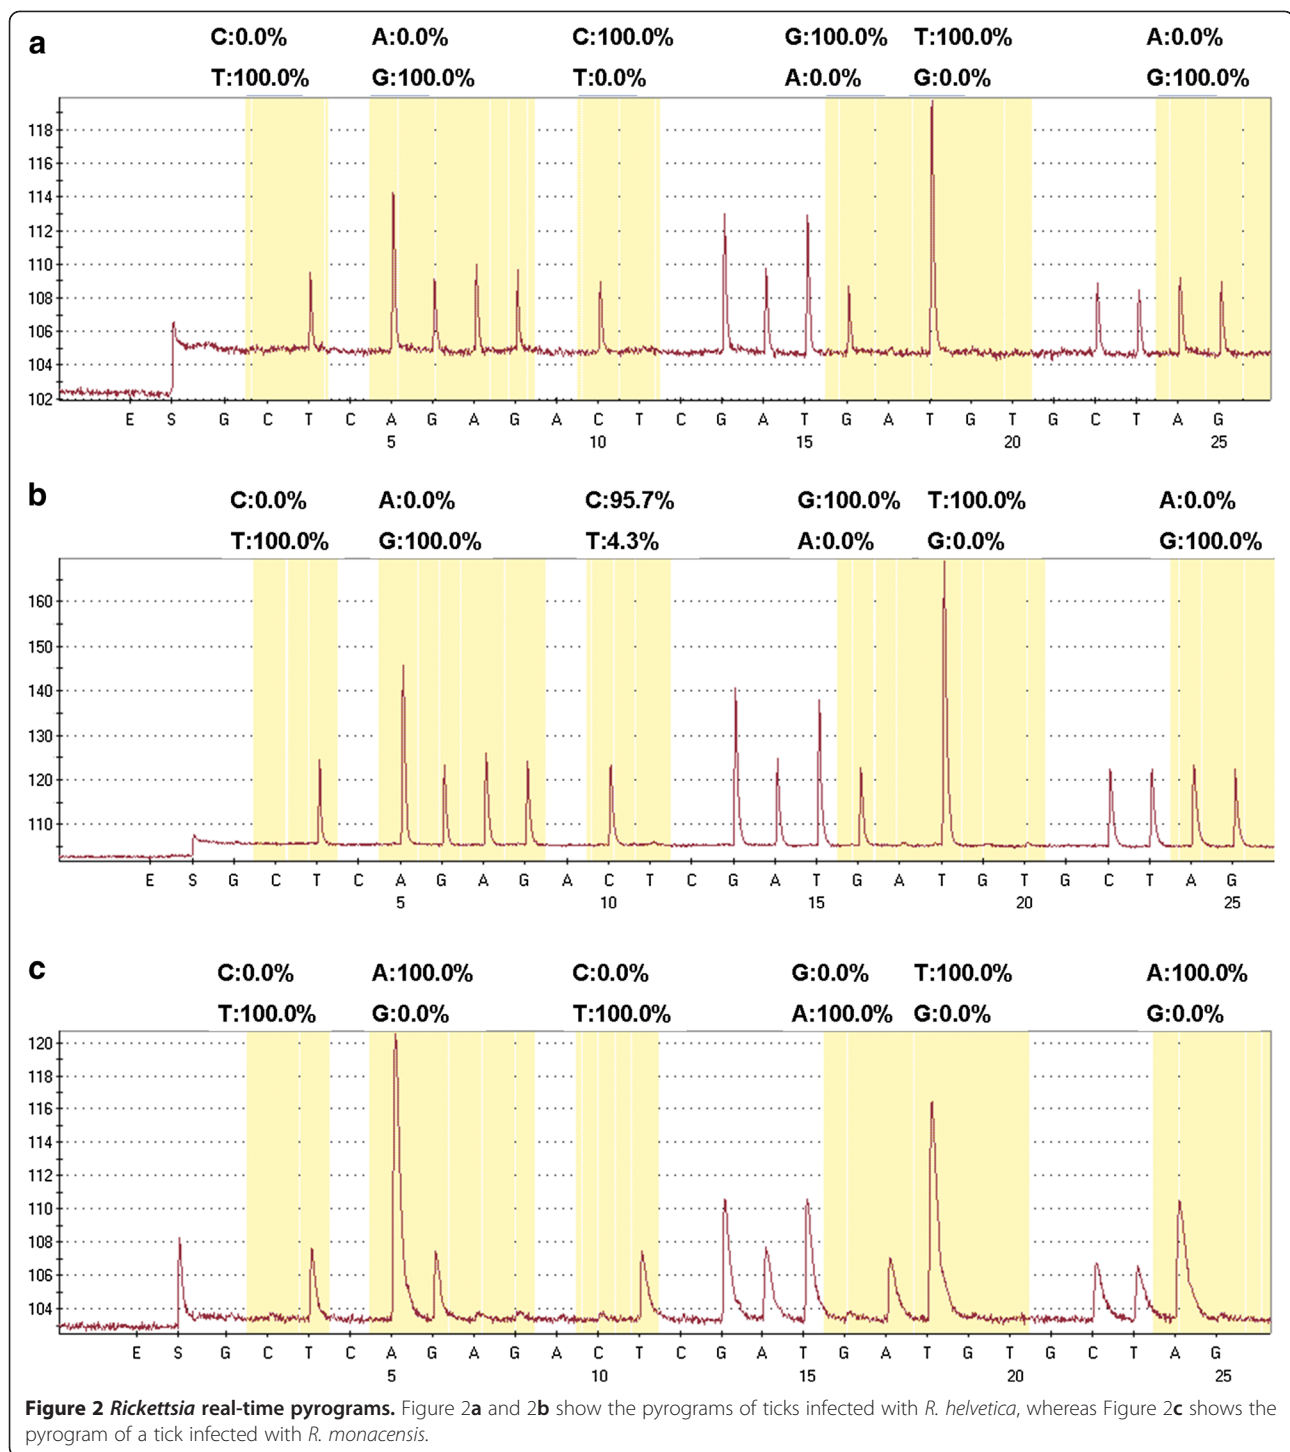 a
C:0.0% A:0.0% C:100.0% G:100.0% T:100.0% A:0.0%
T:100.0% G:100.0% T:0.0% A:0.0% G:0.0% G:100.0%
118
116
114
112
110
108
106
104
102
E S G C T C A G A G A C T C G A T G A T G T G C T A G
5 10 15 20 25
b
C:0.0% A:0.0% C:95.7% G:100.0% T:100.0% A:0.0%
T:100.0% G:100.0% T:4.3% A:0.0% G:0.0% G:100.0%
160
150
140
130
120
110
E S G C T C A G A G A C T C G A T G A T G T G C T A G
5 10 15 20 25
c
C:0.0% A:100.0% C:0.0% G:0.0% T:100.0% A:100.0%
T:100.0% G:0.0% T:100.0% A:100.0% G:0.0% G:0.0%
120
118
116
114
112
110
108
106
104
E S G C T C A G A G A C T C G A T G A T G T G C T A G
5 10 15 20 25
Figure 2 Rickettsia real-time pyrograms. Figure 2a and 2b show the pyrograms of ticks infected with R. helvetica, whereas Figure 2c shows the
pyrogram of a tick infected with R. monacensis.